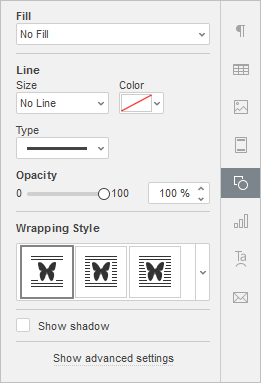 Fill
No Fill
Line
Size Color
No Line
Type
Opacity
0 100 100 %
Wrapping Style
Show shadow
Show advanced settings
Ta